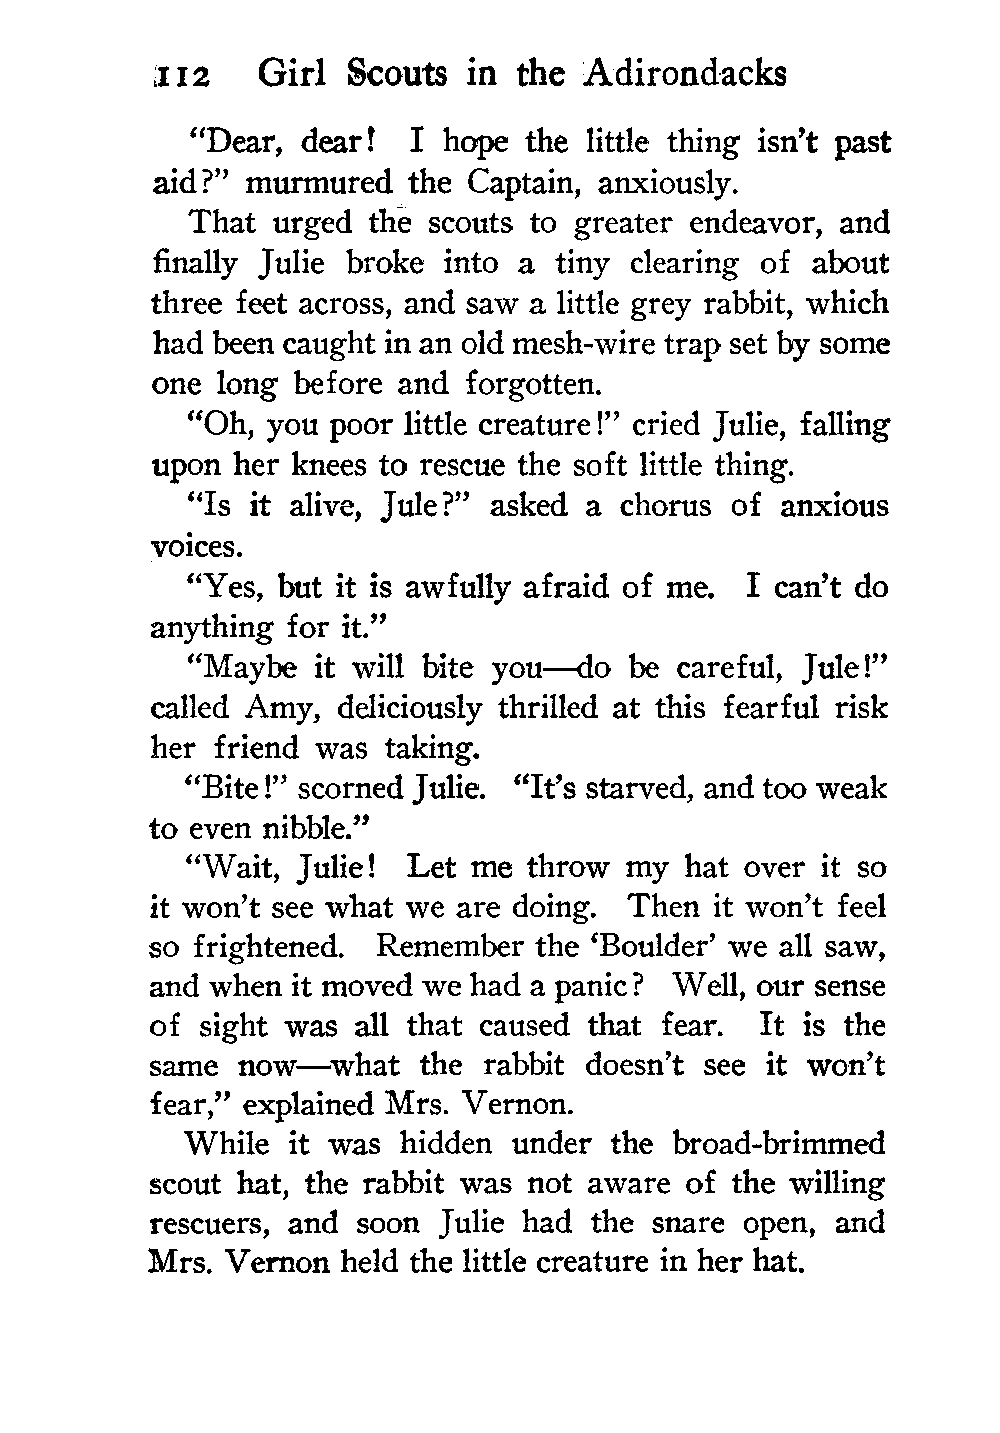 112 Girl Scouts in the Adirondacks
“Dear, dear! I hope the little thing isn’t past
aid?” murmured the Captain, anxiously.
That urged the scouts to greater endeavor, and
finally Julie broke into a tiny clearing of about
three feet across, and saw a little grey rabbit, which
had been caught in an old mesh-wire trap set by some
one long before and forgotten.
“Oh, you poor little creature!” cried Julie, falling
upon her knees to rescue the soft little thing.
“Is it alive, Jule?” asked a chorus of anxious
voices.
“Yes, but it is awfully afraid of me. I can’t do
anything for it.”
“Maybe it will bite you—do be careful, Jule!”
called Amy, deliciously thrilled at this fearful risk
her friend was taking.
“Bite!” scorned Julie. “It’s starved, and too weak
to even nibble.”
“Wait, Julie! Let me throw my hat over it so
it won’t see what we are doing. Then it won’t feel
so frightened. Remember the ‘Boulder’ we all saw,
and when it moved we had a panic? Well, our sense
of sight was all that caused that fear. It is the
same now—what the rabbit doesn’t see it won’t
fear,” explained Mrs. Vernon.
While it was hidden under the broad-brimmed
scout hat, the rabbit was not aware of the willing
rescuers, and soon Julie had the snare open, and
Mrs. Vernon held the little creature in her hat.